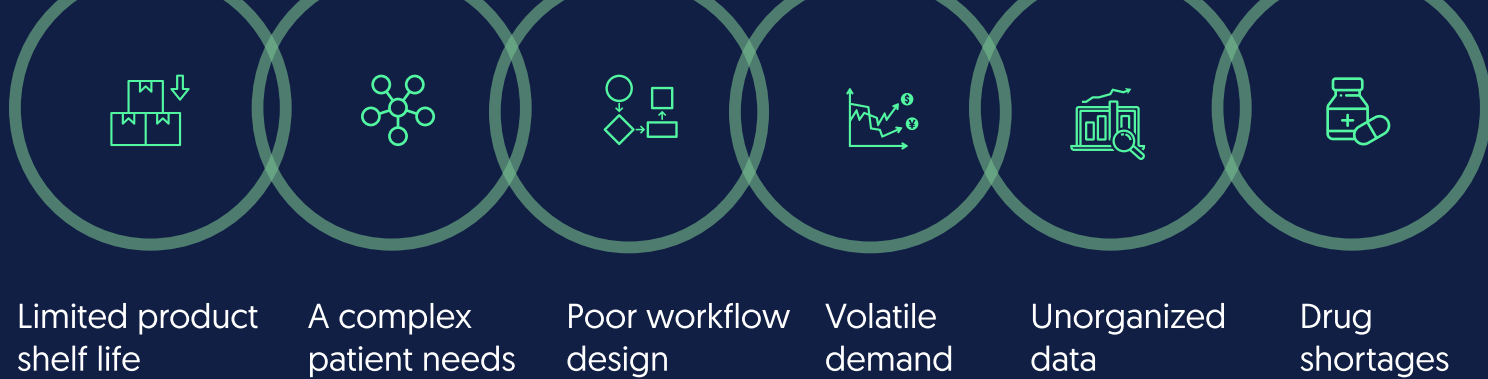 Limited product
shelf life
A complex
patient needs
Poor workflow
design
Volatile
demand
Unorganized
data
Drug
shortages
$
¥